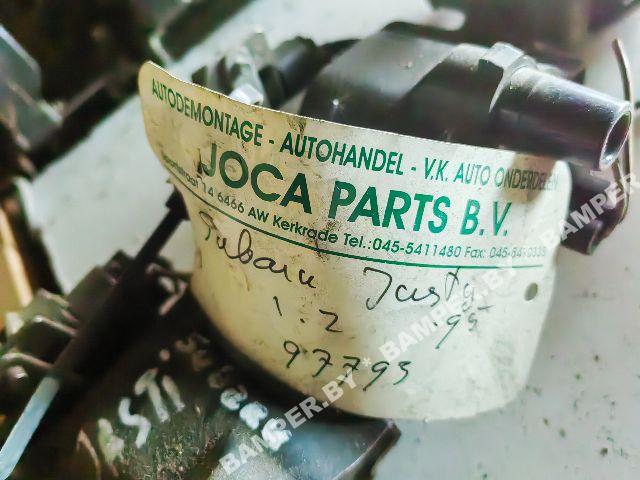 AUTODEMONTAGE - AUTOHANDEL - V.K. AUTO ONDERDELEN
JOCA PARTS B.V.
14 6466 AW Kerkrade Tel.:045-5411480 Fax: 045-
Subaru Justy
1.2 95
97795
BAMPER.BY * BAMPER.BY * BAMPER